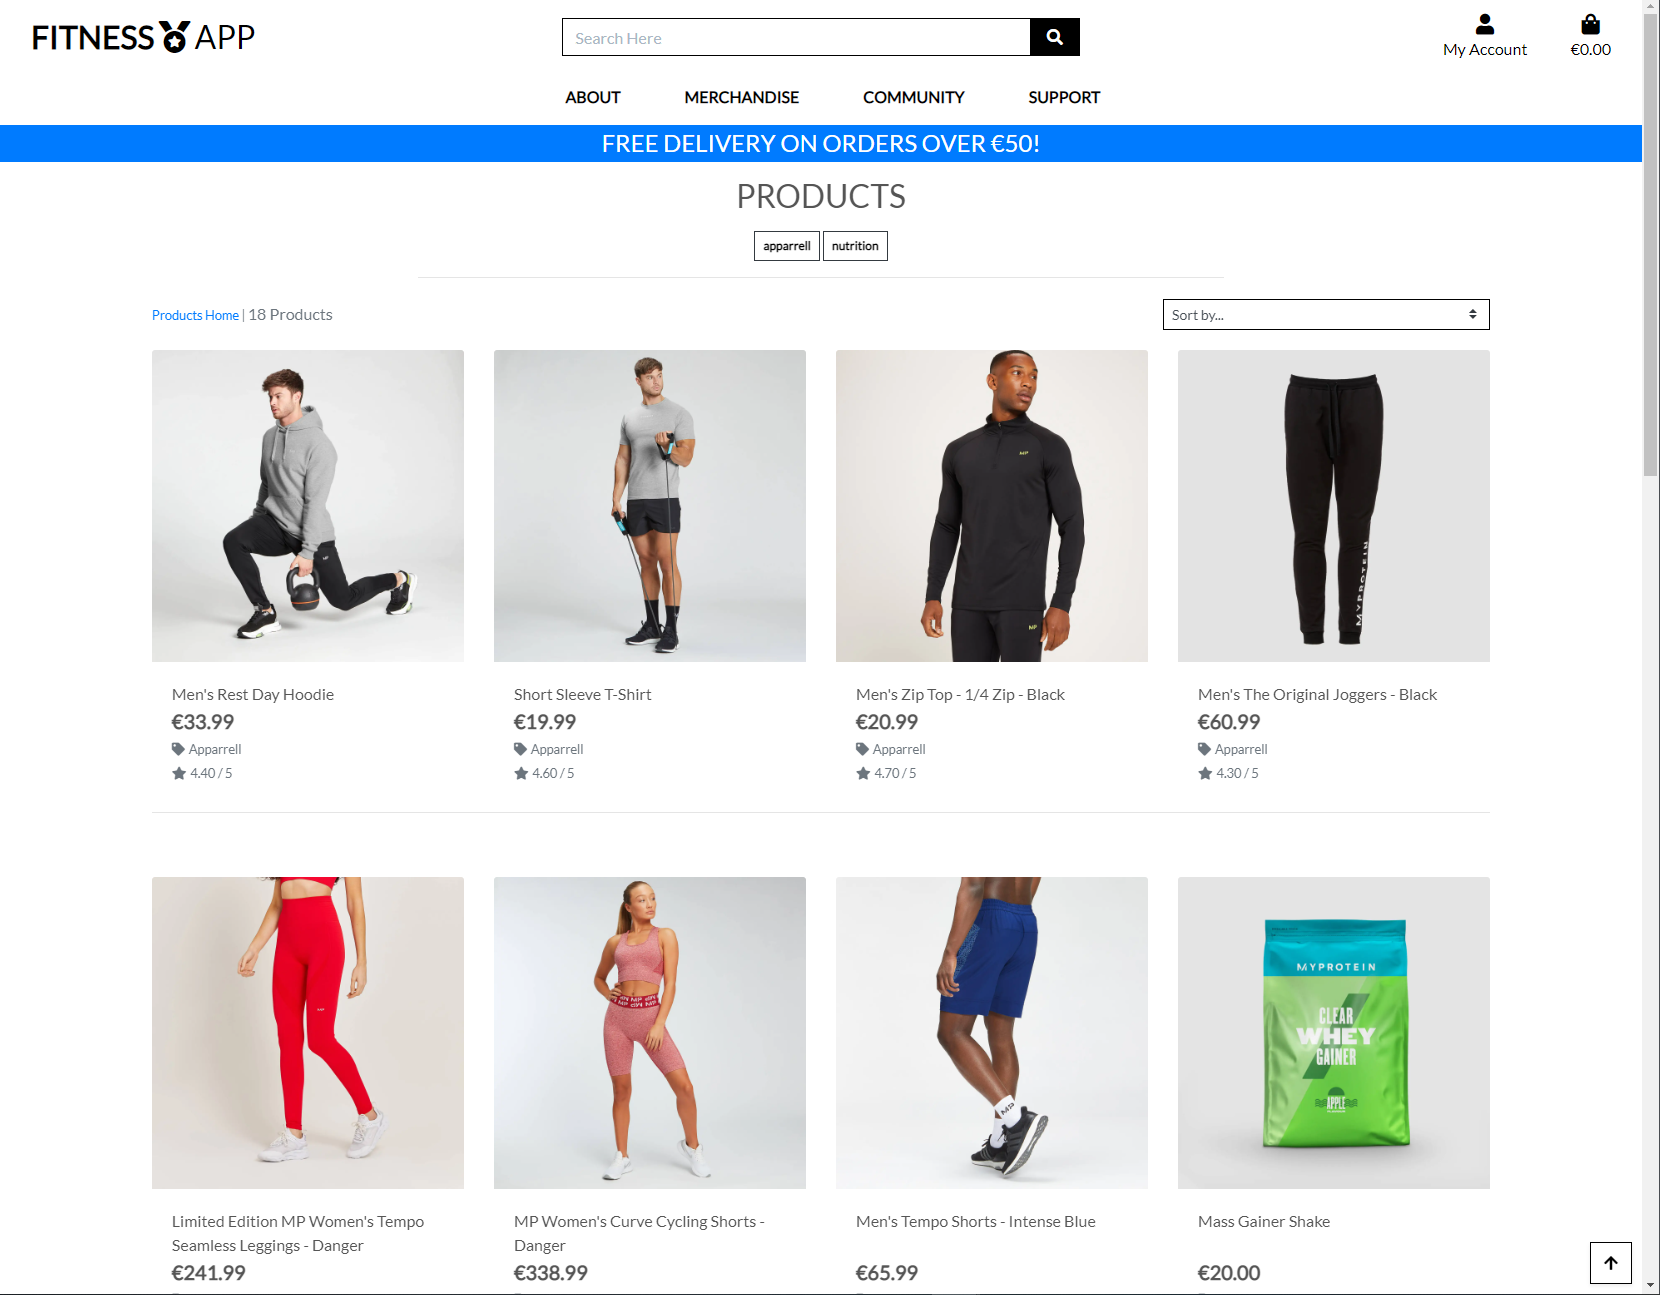 FITNESS APP
Search Here
My Account
€0.00
ABOUT MERCHANDISE COMMUNITY SUPPORT
FREE DELIVERY ON ORDERS OVER €50!
PRODUCTS
apparrell nutrition
Products Home | 18 Products
Sort by...
MP
MP
MP
MYPROTEIN
Men's Rest Day Hoodie
€33.99
Apparrell
4.40 / 5
Short Sleeve T-Shirt
€19.99
Apparrell
4.60 / 5
Men's Zip Top - 1/4 Zip - Black
€20.99
Apparrell
4.70 / 5
Men's The Original Joggers - Black
€60.99
Apparrell
4.30 / 5
MP
MYPROTEIN
CLEAR
WHEY
GAINER
APPLE
Limited Edition MP Women's Tempo
Seamless Leggings - Danger
€241.99
MP Women's Curve Cycling Shorts -
Danger
€338.99
Men's Tempo Shorts - Intense Blue
€65.99
Mass Gainer Shake
€20.00